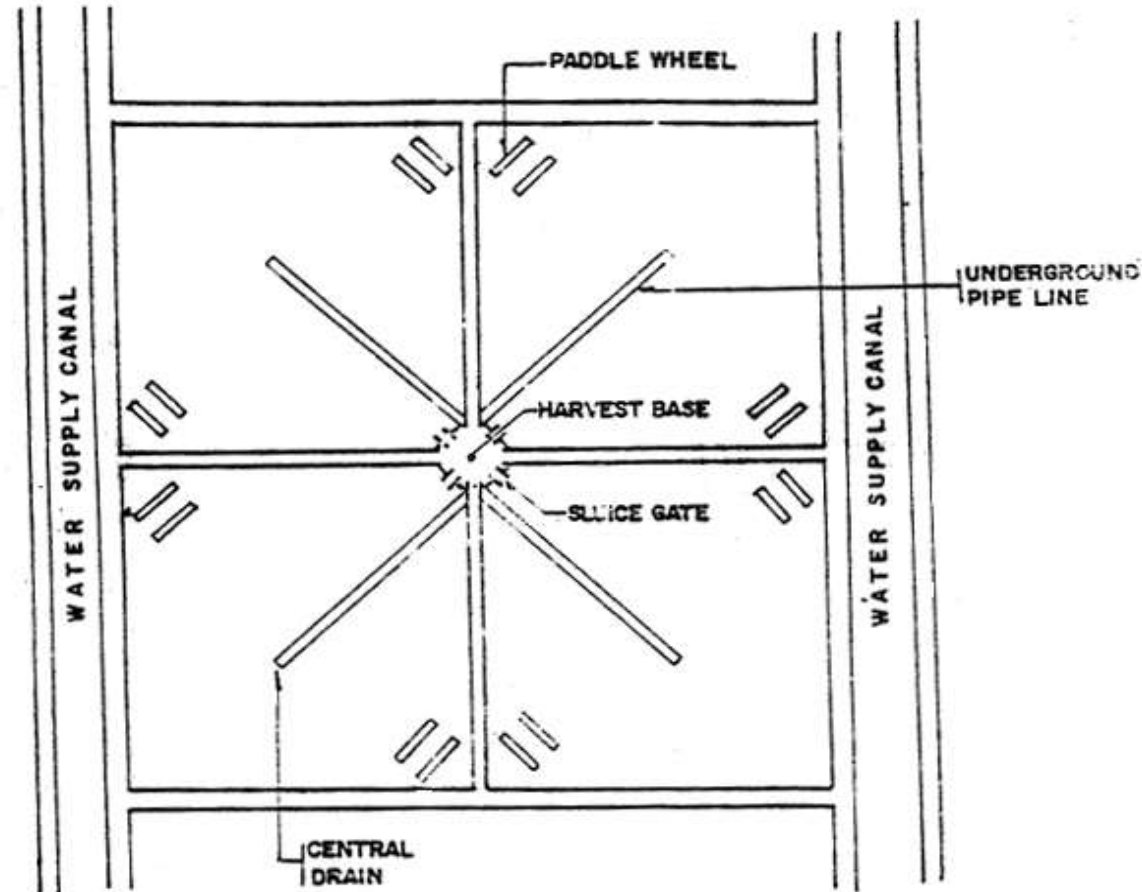 PADDLE WHEEL
UNDERGROUND
PIPE LINE
WATER SUPPLY CANAL
WATER SUPPLY CANAL
HARVEST BASE
SLUICE GATE
CENTRAL
DRAIN